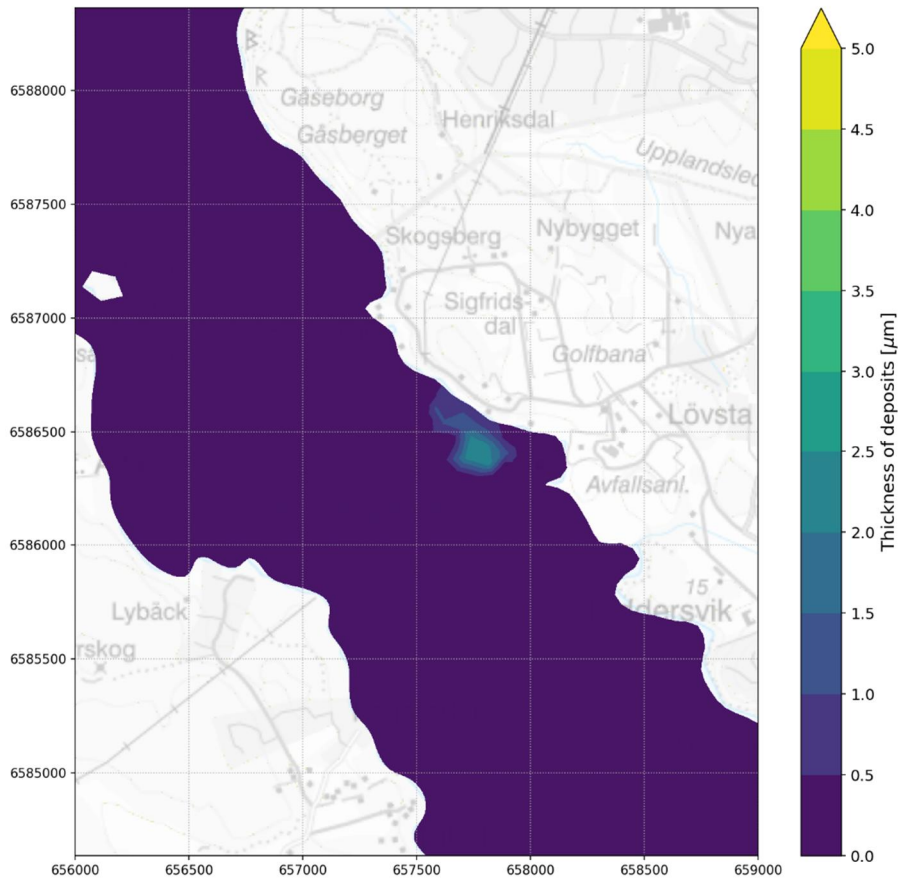 6588000
6587500
6587000
6586500
6586000
6585500
6585000
656000
656500
657000
657500
658000
658500
659000
Gåseborg
Gåsberget
Henriksdal
Upplandsled
Skogsberg
Nybygget
Nya
Sigfrids-
dal
Golfbana
Lövsta
Avfallsanl.
15
ldersvik
Lybäck
rskog
5.0
4.5
4.0
3.5
3.0
2.5
2.0
1.5
1.0
0.5
0.0
Thickness of deposits [μm]